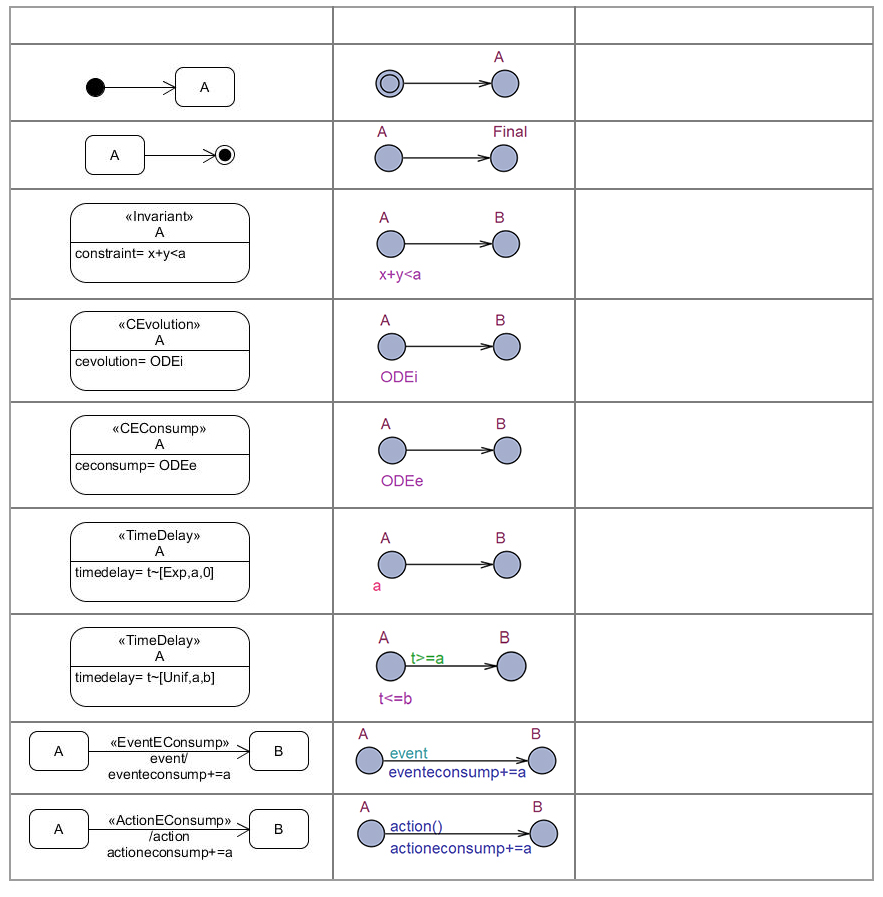 A
A
A
A
Final
«Invariant»
A
constraint= x+y<a
A
B
x+y<a
«CEvolution»
A
cevolution= ODEi
A
B
ODEi
«CEConsump»
A
ceconsump= ODEe
A
B
ODEe
«TimeDelay»
A
timedelay= t~[Exp,a,0]
A
B
a
«TimeDelay»
A
timedelay= t~[Unif,a,b]
A
B
t>=a
t<=b
A
«EventEConsump»
event/
eventeconsump+=a
B
A
B
event
eventeconsump+=a
A
«ActionEConsump»
/action
actioneconsump+=a
B
A
B
action()
actioneconsump+=a